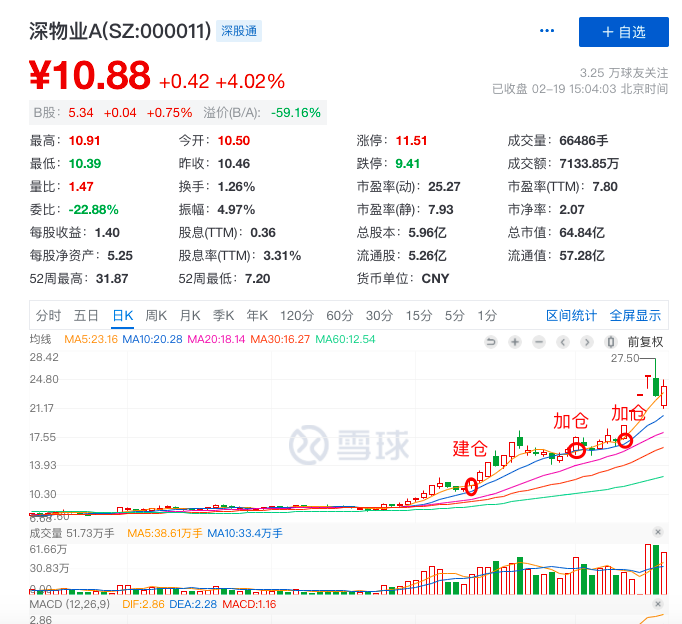 深物业A(SZ:000011) 深股通 ··· + 自选
¥10.88 +0.42 +4.02%
3.25 万球友关注
已收盘 02-19 15:04:03 北京时间
B股: 5.34 +0.04 +0.75% 溢价(B/A): -59.16%
最高: 10.91 今开: 10.50 涨停: 11.51 成交量: 66486手
最低: 10.39 昨收: 10.46 跌停: 9.41 成交额: 7133.85万
量比: 1.47 换手: 1.26% 市盈率(动): 25.27 市盈率(TTM): 7.80
委比: -22.88% 振幅: 4.97% 市盈率(静): 7.93 市净率: 2.07
每股收益: 1.40 股息(TTM): 0.36 总股本: 5.96亿 总市值: 64.84亿
每股净资产: 5.25 股息率(TTM): 3.31% 流通股: 5.26亿 流通值: 57.28亿
52周最高: 31.87 52周最低: 7.20 货币单位: CNY
分时 五日 日K 周K 月K 季K 年K 120分 60分 30分 15分 5分 1分 区间统计 全屏显示
均线 MA5:23.16 MA10:20.28 MA20:18.14 MA30:16.27 MA60:12.54 前复权
28.42
27.50
24.80
21.17
加仓
加仓
17.55
建仓
雪球
13.93
10.30
6.68
成交量 51.73万手 MA5:38.61万手 MA10:33.4万手
61.66万
30.83万
0.00
MACD (12,26,9) DIF:2.86 DEA:2.28 MACD:1.16
2.86